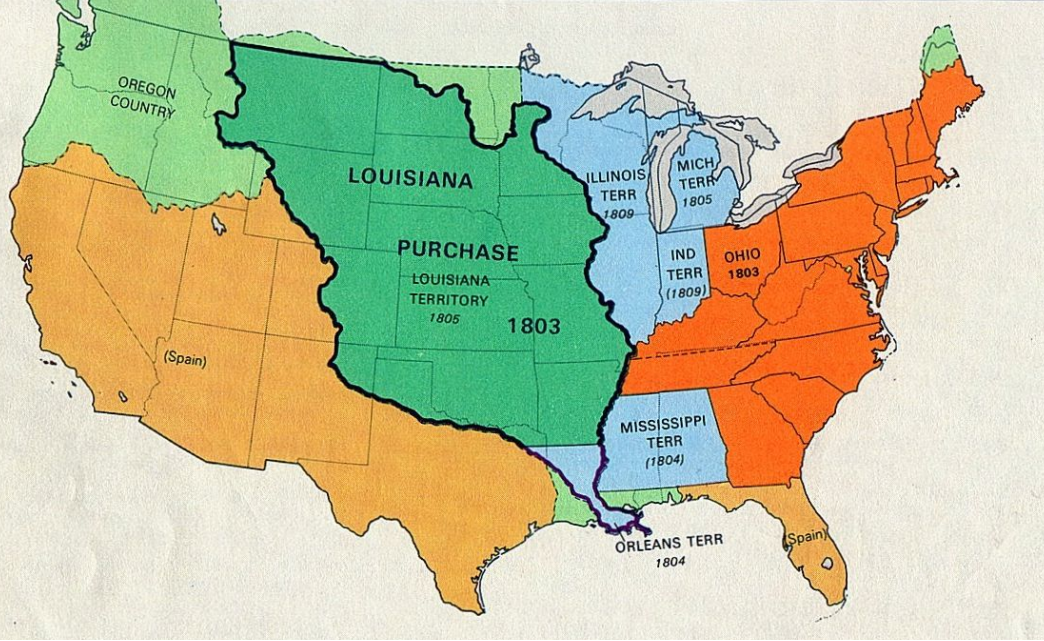 OREGON
COUNTRY
LOUISIANA
PURCHASE
LOUISIANA
TERRITORY
1805
1803
(Spain)
ILLINOIS
TERR
1809
MICH
TERR
1805
IND
TERR
(1809)
OHIO
1803
MISSISSIPPI
TERR
(1804)
ORLEANS TERR
1804
(Spain)